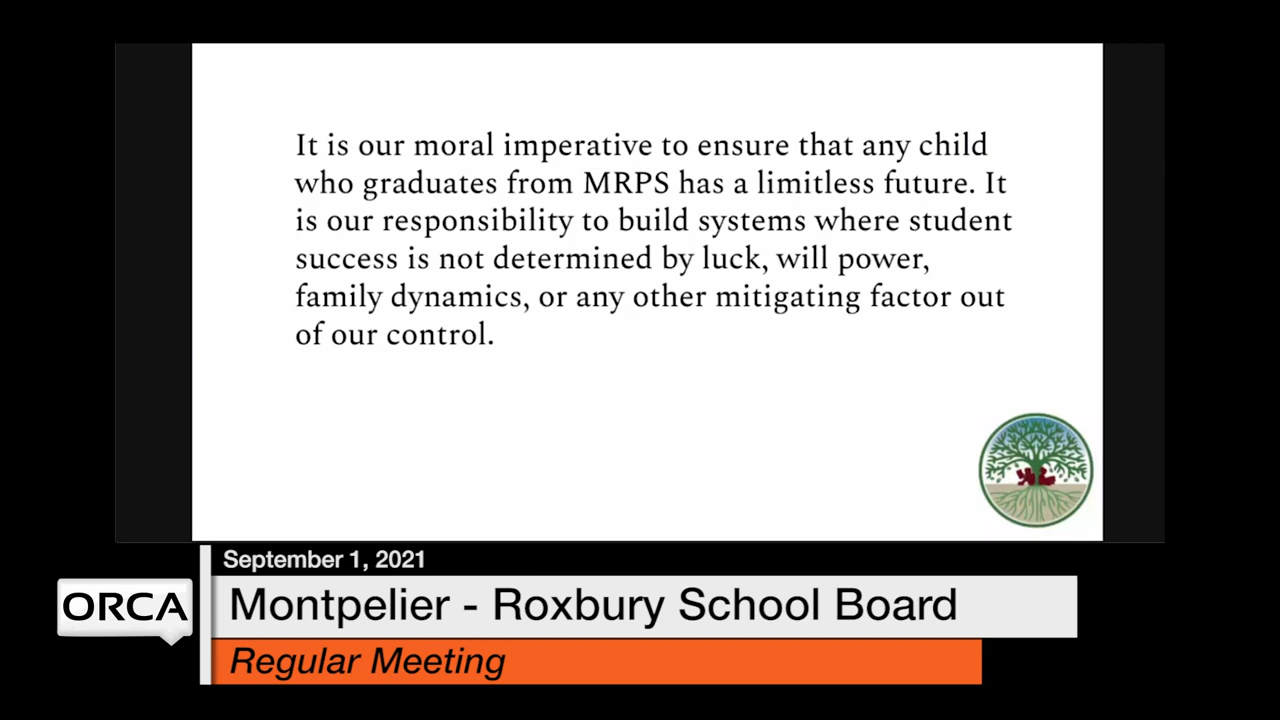 It is our moral imperative to ensure that any child
who graduates from MRPS has a limitless future. It
is our responsibility to build systems where student
success is not determined by luck, will power,
family dynamics, or any other mitigating factor out
of our control.
September 1, 2021
ORCA
Montpelier - Roxbury School Board
Regular Meeting